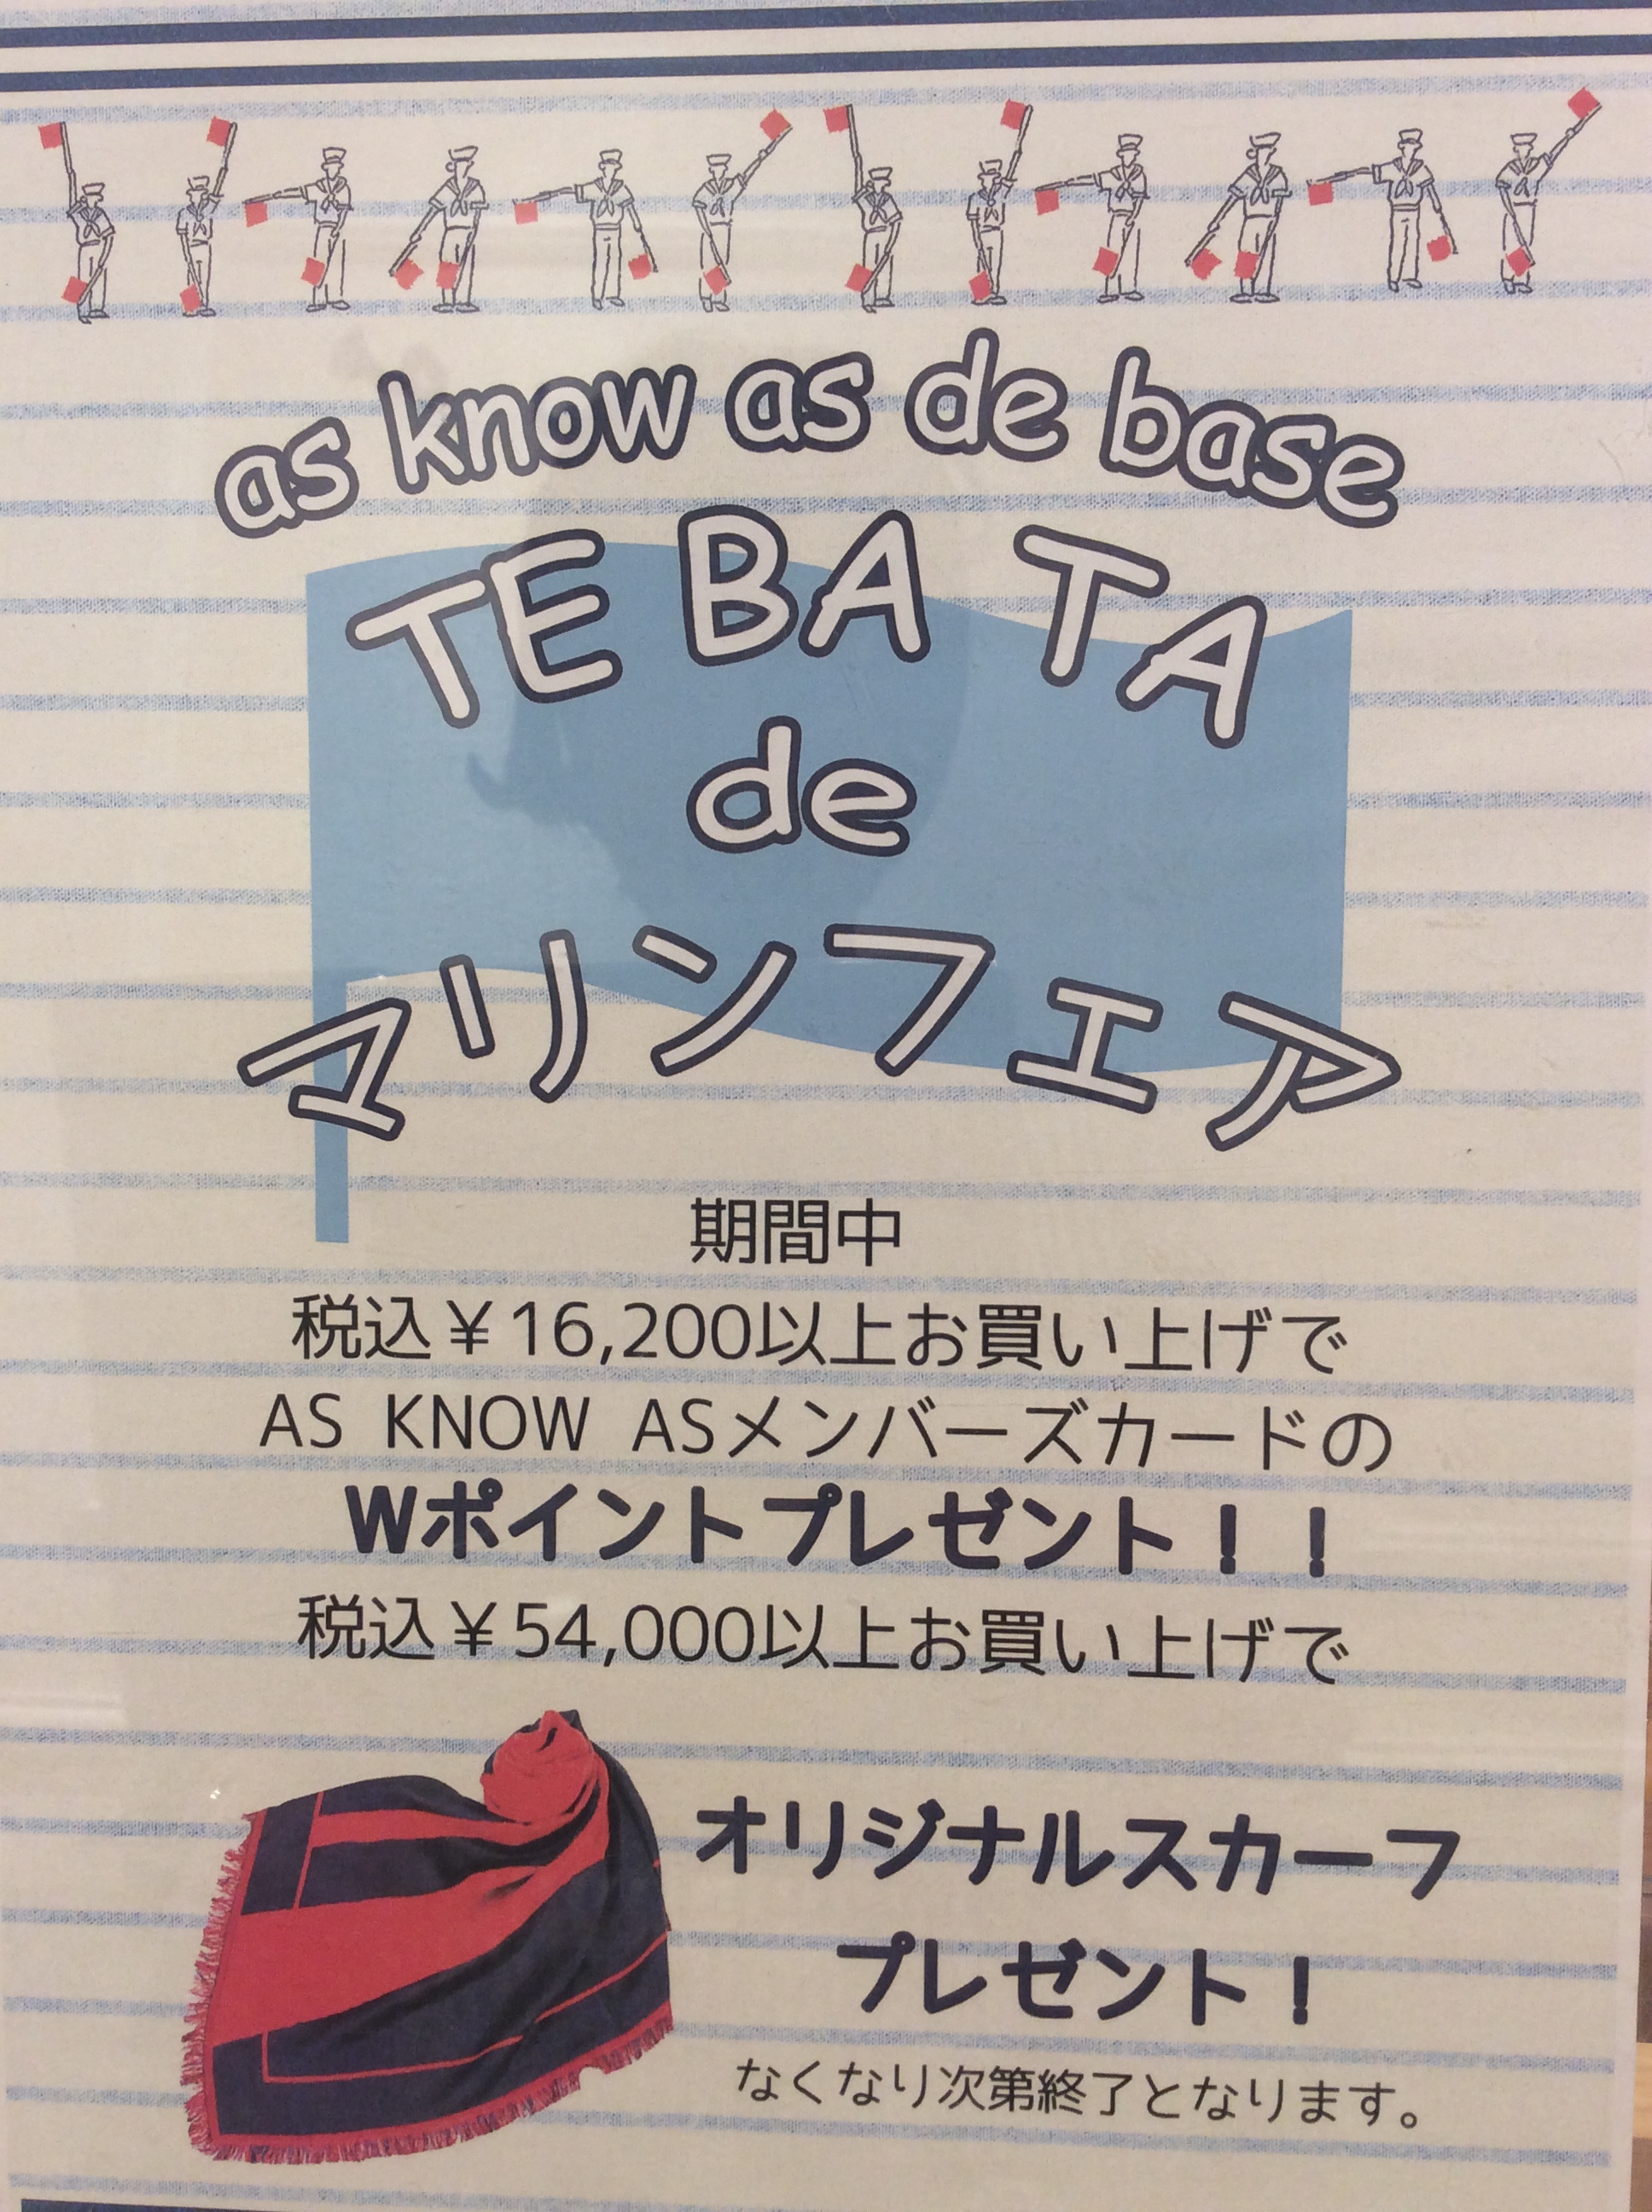 as know as de base
TE BA TA
de
マリンフェア
期間中
税込￥16,200以上お買い上げで
AS KNOW ASメンバーズカードの
Wポイントプレゼント！！
税込￥54,000以上お買い上げで
オリジナルスカーフ
プレゼント！
なくなり次第終了となります。